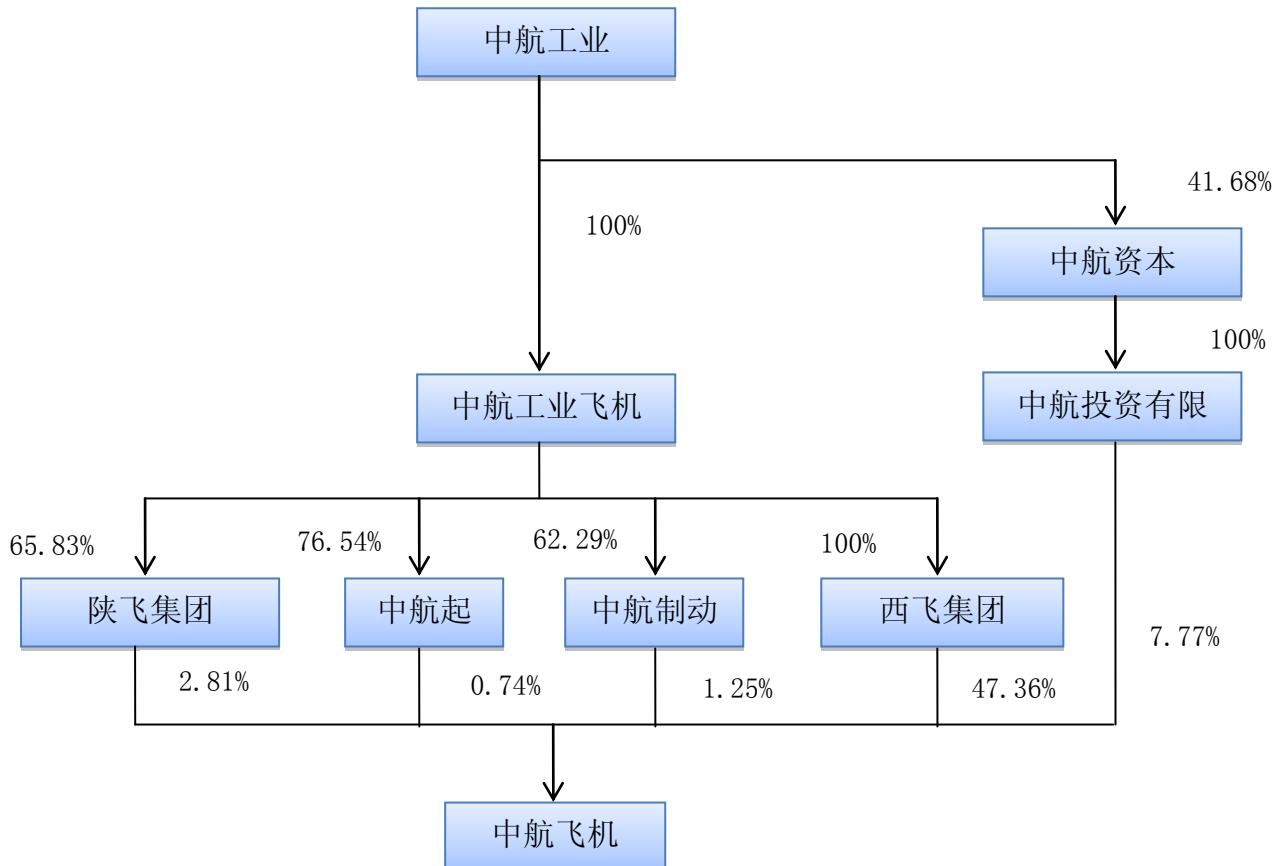 中航工业
41.68%
100%
中航资本
100%
中航工业飞机
中航投资有限
65.83%
76.54%
62.29%
100%
陕飞集团
中航起
中航制动
西飞集团
7.77%
2.81%
0.74%
1.25%
47.36%
中航飞机